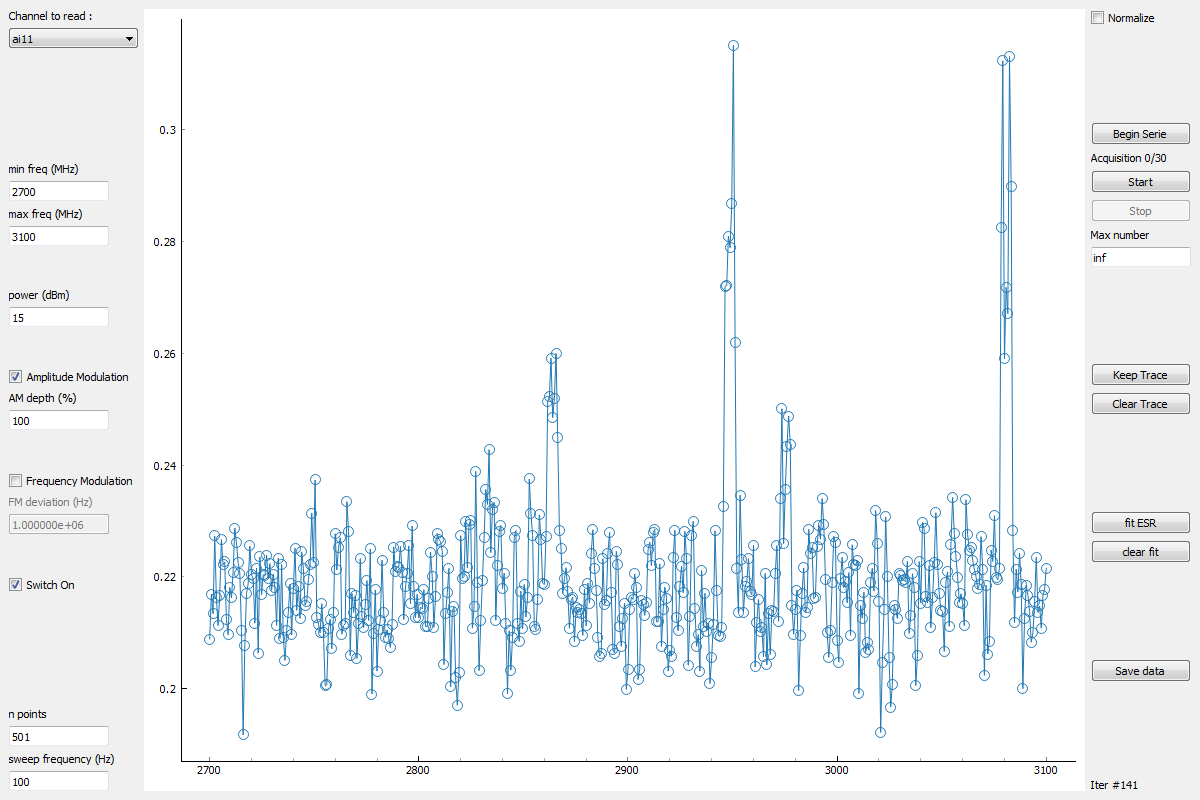 Channel to read :
ai11
min freq (MHz)
2700
max freq (MHz)
3100
power (dBm)
15
Amplitude Modulation
AM depth (%)
100
Frequency Modulation
FM deviation (Hz)
1.000000e+06
Switch On
n points
501
sweep frequency (Hz)
100
0.3
0.28
0.26
0.24
0.22
0.2
2700 2800 2900 3000 3100
Normalize
Begin Serie
Acquisition 0/30
Start
Stop
Max number
inf
Keep Trace
Clear Trace
fit ESR
clear fit
Save data
Iter #141